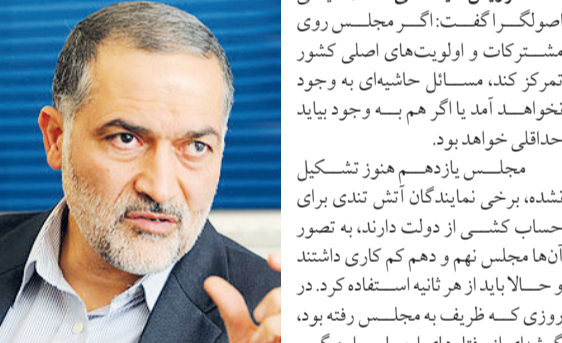 اصولگرا گفت: اگر مجلس روی
مشترکات و اولویت‌های اصلی کشور
تمرکز کند، مسائل حاشیه‌ای به وجود
نخواهد آمد یا اگر هم به وجود بیاید
حداقلی خواهد بود.
مجلس یازدهم هنوز تشکیل
نشده، برخی نمایندگان آتش تندی برای
حساب کشی از دولت دارند، به تصور
آن‌ها مجلس نهم و دهم کم کاری داشتند
و حالا باید از هر ثانیه استفاده کرد. در
روزی که ظریف به مجلس رفته بود،